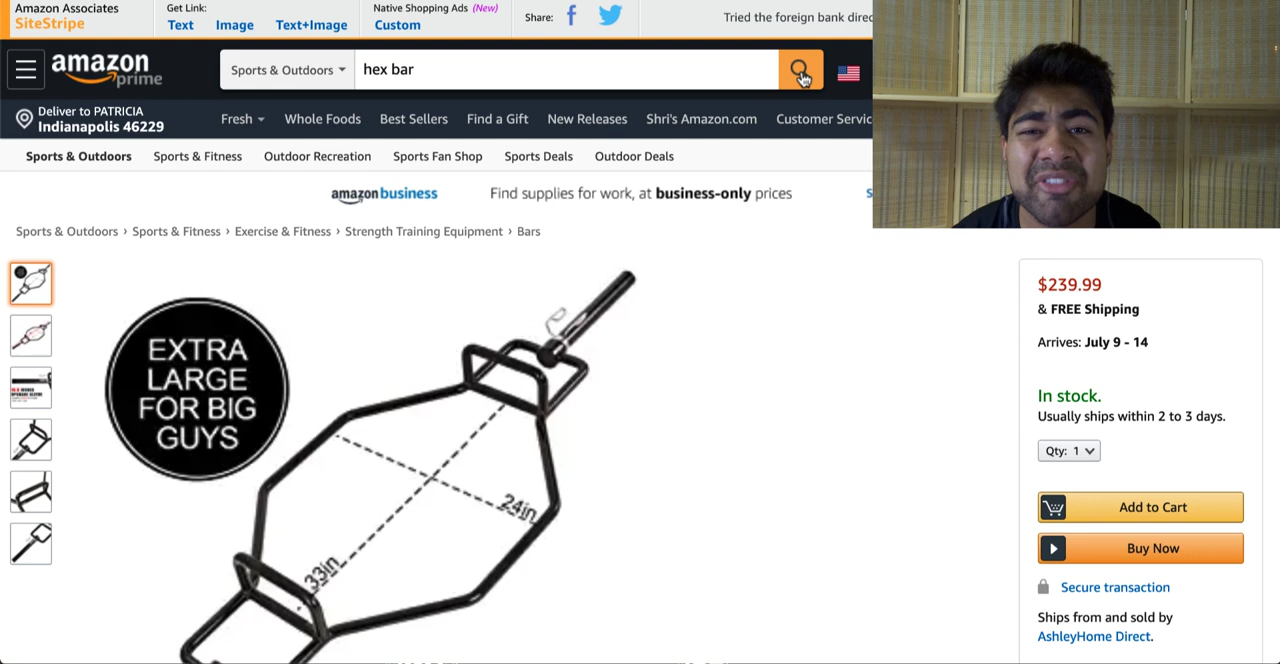 Amazon Associates
SiteStripe
Get Link:
Text Image Text+Image
Native Shopping Ads (New)
Custom
Share:
Tried the foreign bank direc
amazon
prime
Sports & Outdoors
hex bar
Deliver to PATRICIA
Indianapolis 46229
Fresh Whole Foods Best Sellers Find a Gift New Releases Shri's Amazon.com Customer Servic
Sports & Outdoors Sports & Fitness Outdoor Recreation Sports Fan Shop Sports Deals Outdoor Deals
amazon business Find supplies for work, at business-only prices S
Sports & Outdoors › Sports & Fitness › Exercise & Fitness › Strength Training Equipment › Bars
EXTRA
LARGE
FOR BIG
GUYS
24in
33in
$239.99
& FREE Shipping
Arrives: July 9 - 14
In stock.
Usually ships within 2 to 3 days.
Qty: 1
Add to Cart
Buy Now
Secure transaction
Ships from and sold by
AshleyHome Direct.